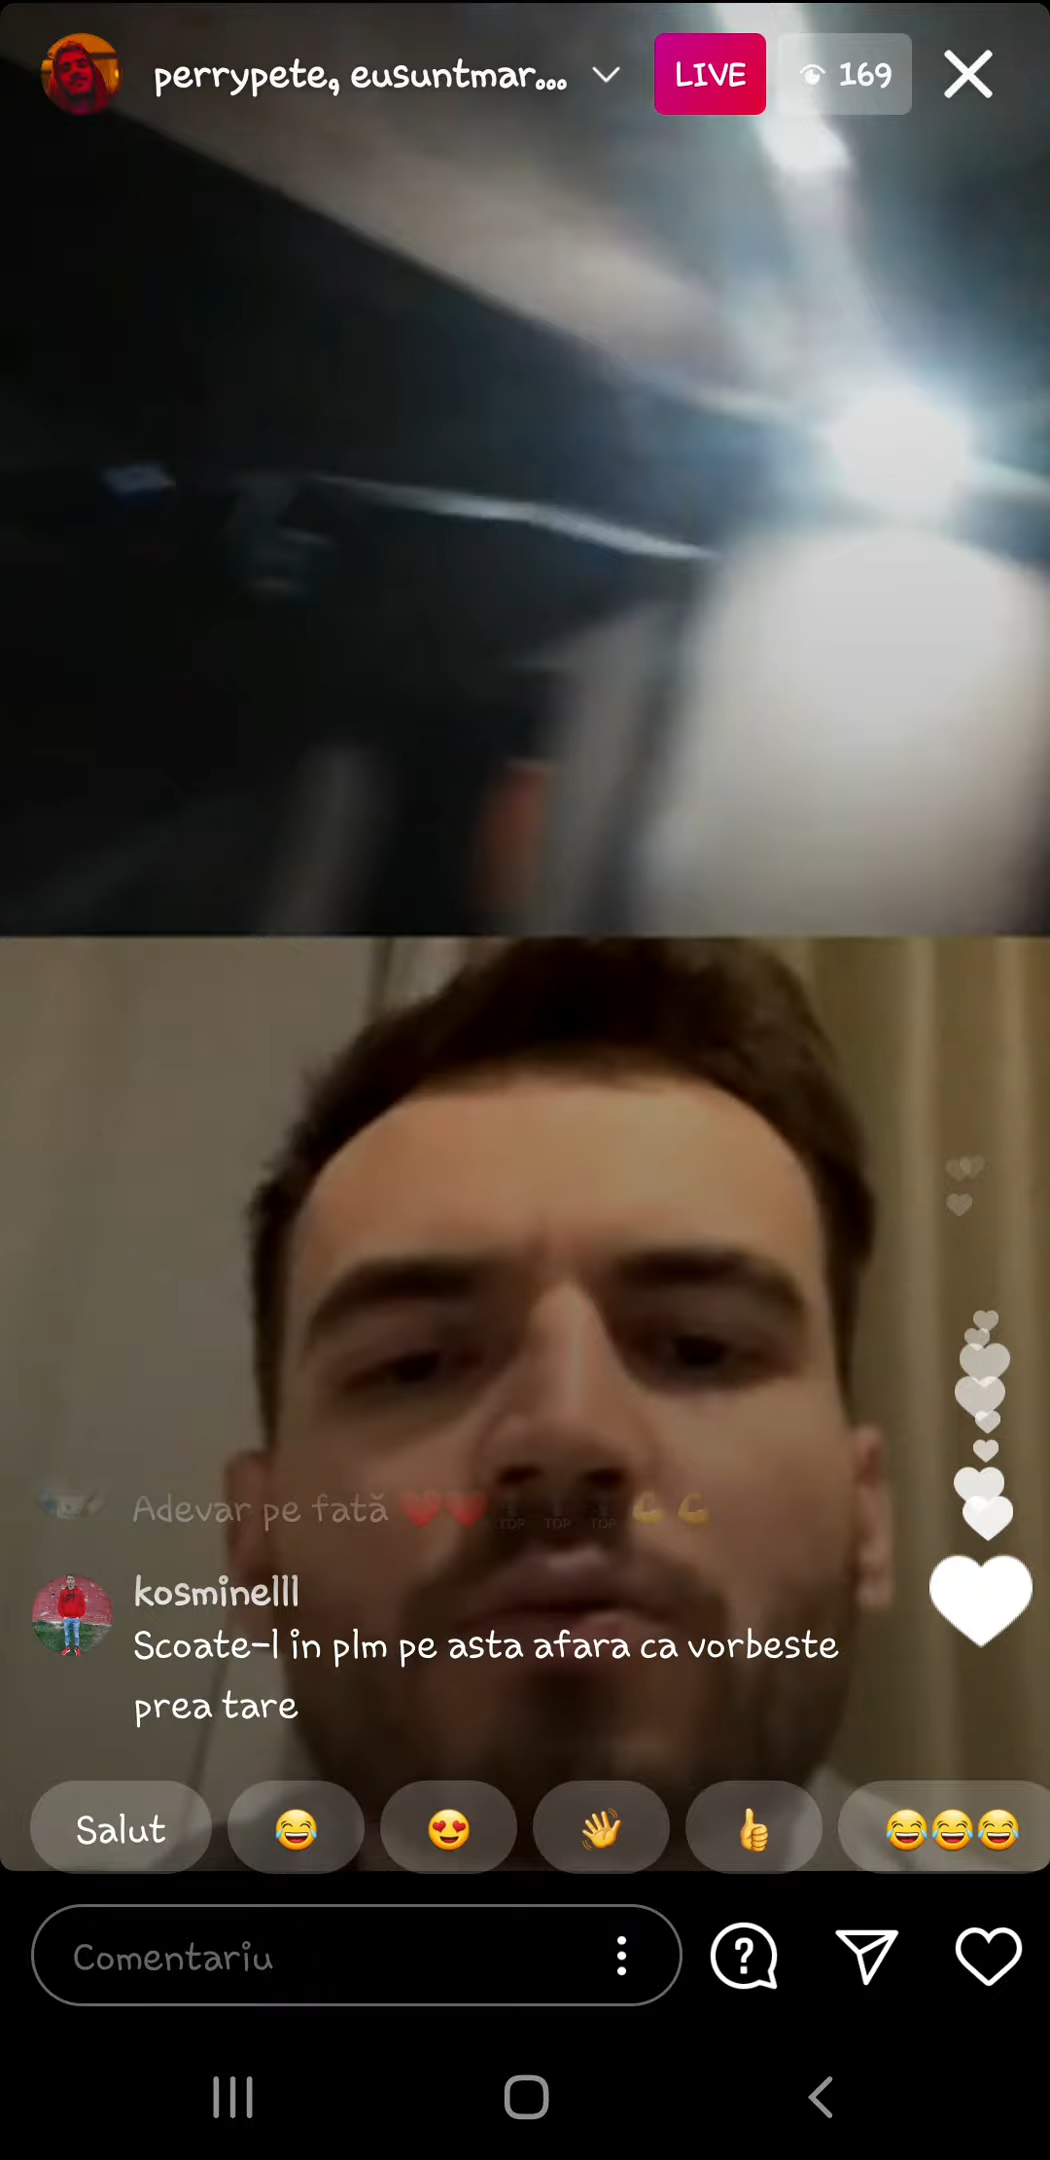 perrypete, eusuntmar...
LIVE
169
Adevar pe fată ❤️❤️🔝🔝🔝💪💪
kosminelll
Scoate-l in plm pe asta afara ca vorbeste
prea tare
Salut
😂
😍
👋
👍
😂😂😂
Comentariu